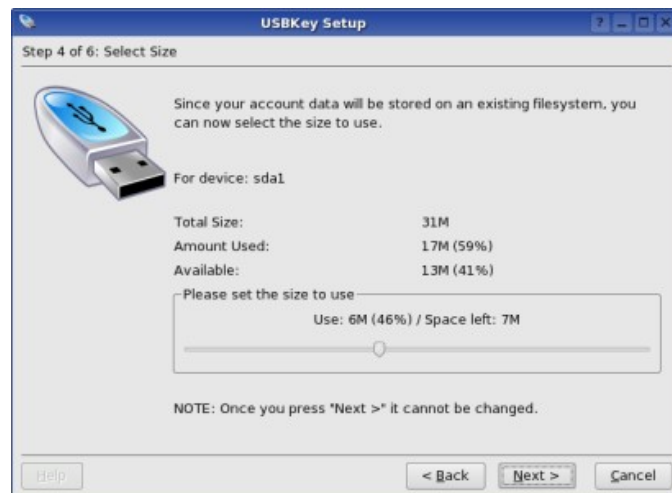 USBKey Setup
Step 4 of 6: Select Size
Since your account data will be stored on an existing filesystem, you
can now select the size to use.
For device: sda1
Total Size: 31M
Amount Used: 17M (59%)
Available: 13M (41%)
Please set the size to use
Use: 6M (46%) / Space left: 7M
NOTE: Once you press "Next >" it cannot be changed.
Help < Back Next > Cancel